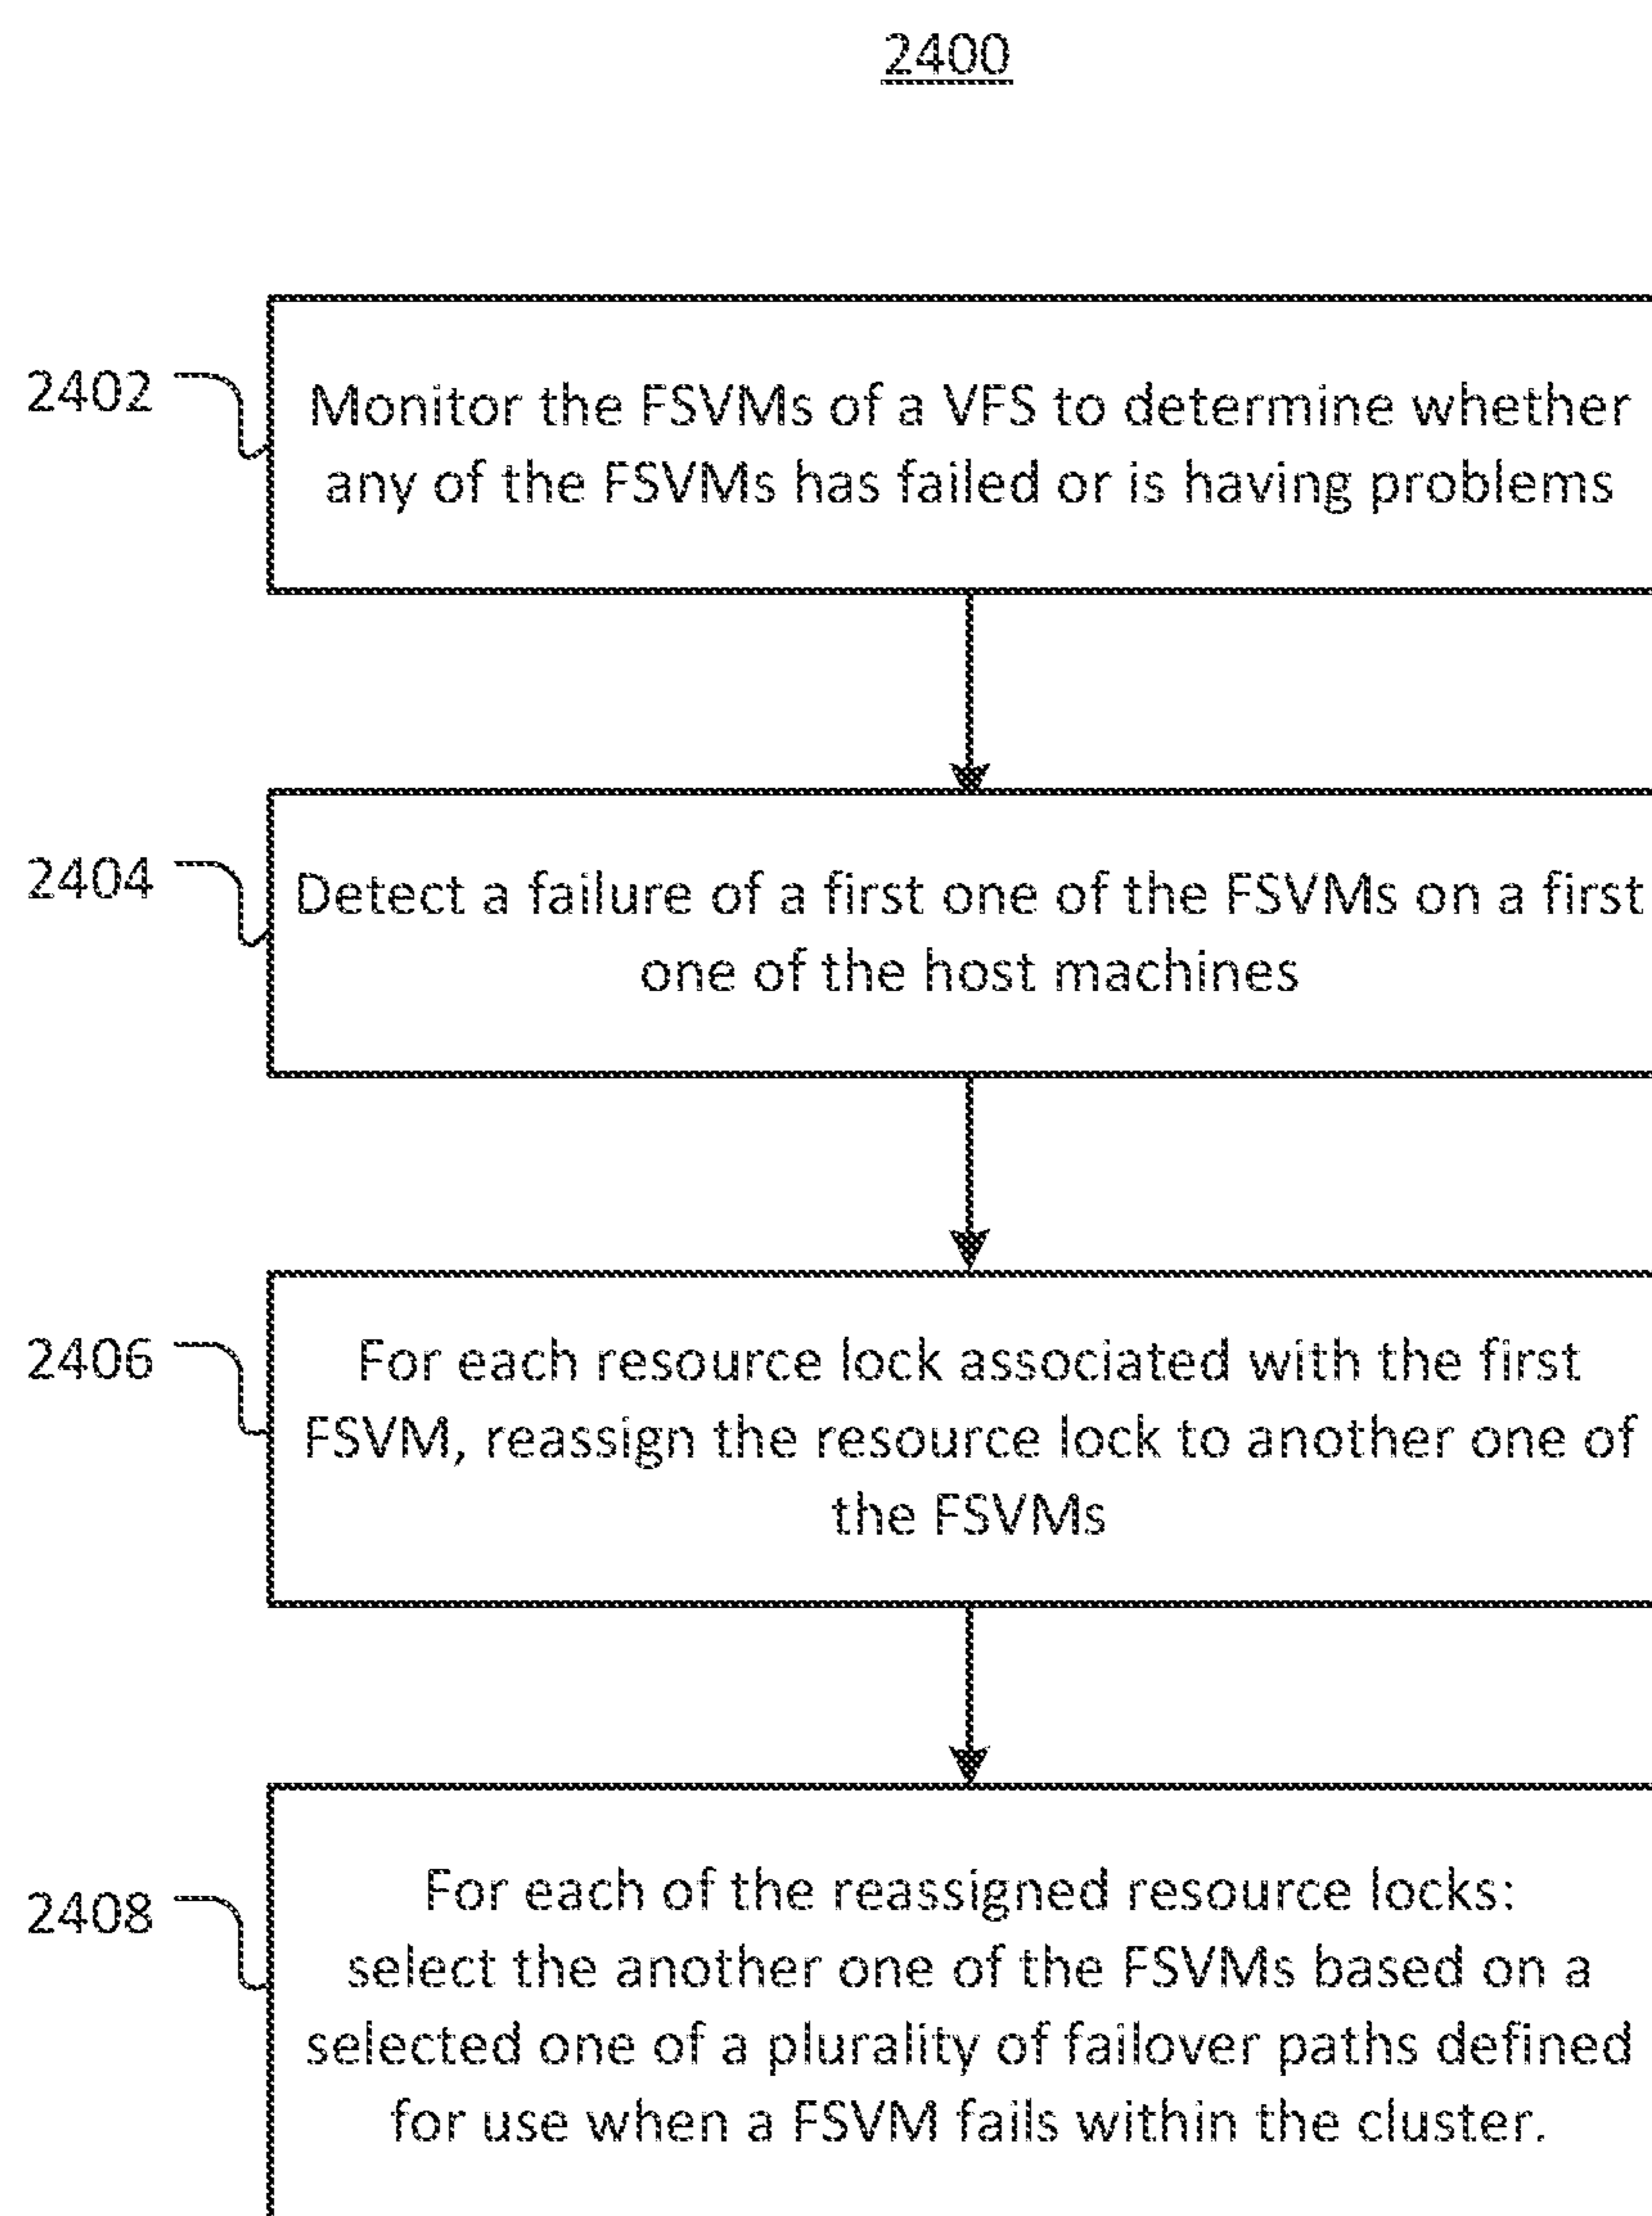 2400
2402
Monitor the FSVMs of a VFS to determine whether
any of the FSVMs has failed or is having problems
2404
Detect a failure of a first one of the FSVMs on a first
one of the host machines
2406
For each resource lock associated with the first
FSVM, reassign the resource lock to another one of
the FSVMs
2408
For each of the reassigned resource locks:
select the another one of the FSVMs based on a
selected one of a plurality of failover paths defined
for use when a FSVM fails within the cluster.